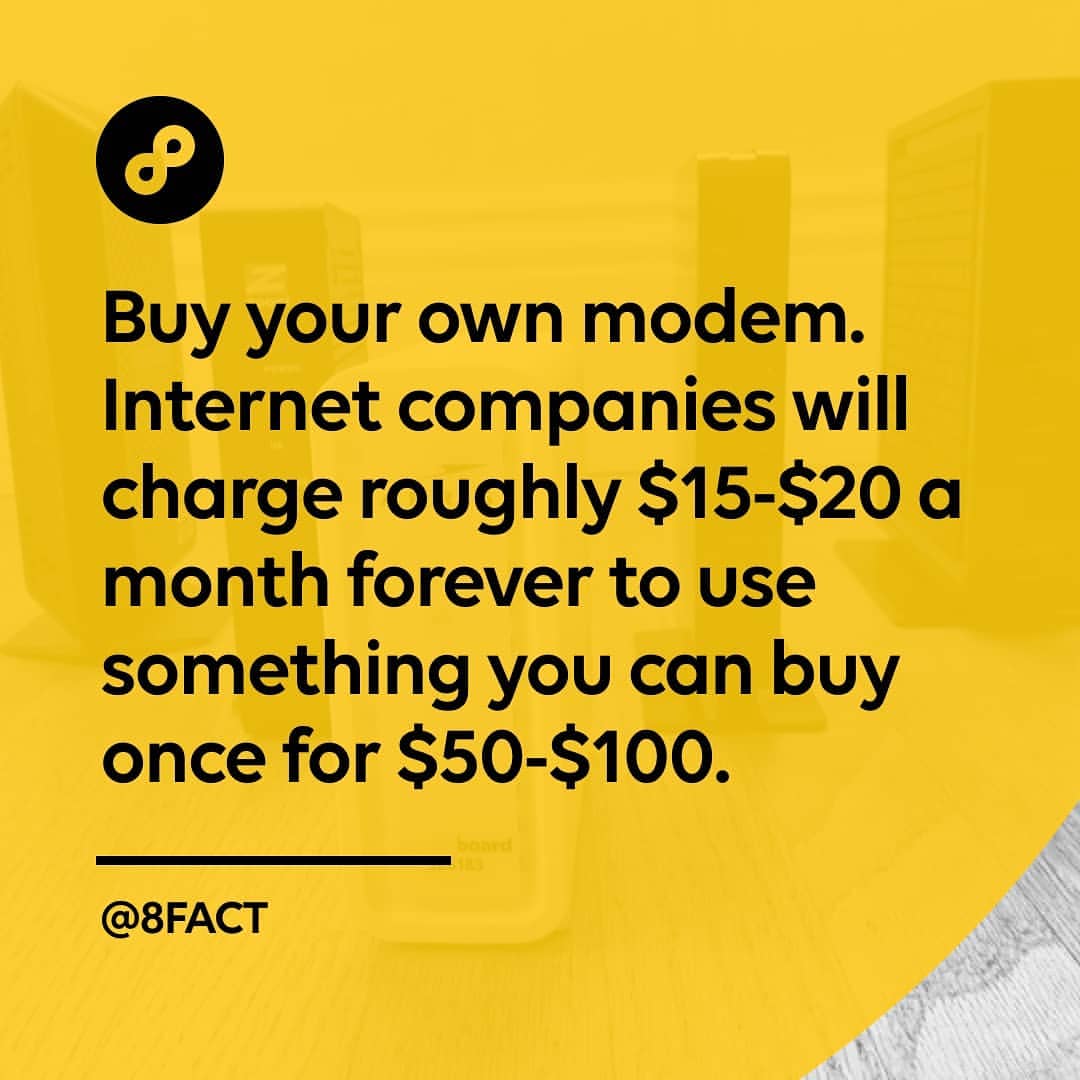 Buy your own modem.
Internet companies will
charge roughly $15-$20 a
month forever to use
something you can buy
once for $50-$100.
board
@8FACT